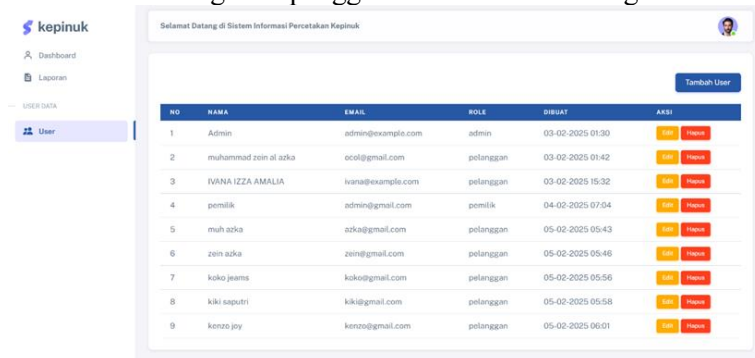 kepinuk
Selamat Datang di Sistem Informasi Percetakan Kepinuk
Dashboard
Laporan
USER DATA
User
Tambah User
NO NAMA EMAIL ROLE DIBUAT AKSI
1 Admin admin@example.com admin 03-02-2025 01:30 Edit Hapus
2 muhammad zein al azka ocol@gmail.com pelanggan 03-02-2025 01:42 Edit Hapus
3 IVANA IZZA AMALIA ivana@example.com pelanggan 03-02-2025 15:32 Edit Hapus
4 pemilik admin@gmail.com pemilik 04-02-2025 07:04 Edit Hapus
5 muh azka azka@gmail.com pelanggan 05-02-2025 05:43 Edit Hapus
6 zein azka zein@gmail.com pelanggan 05-02-2025 05:46 Edit Hapus
7 koko jeams koko@gmail.com pelanggan 05-02-2025 05:56 Edit Hapus
8 kiki saputri kiki@gmail.com pelanggan 05-02-2025 05:58 Edit Hapus
9 kenzo joy kenzo@gmail.com pelanggan 05-02-2025 06:01 Edit Hapus